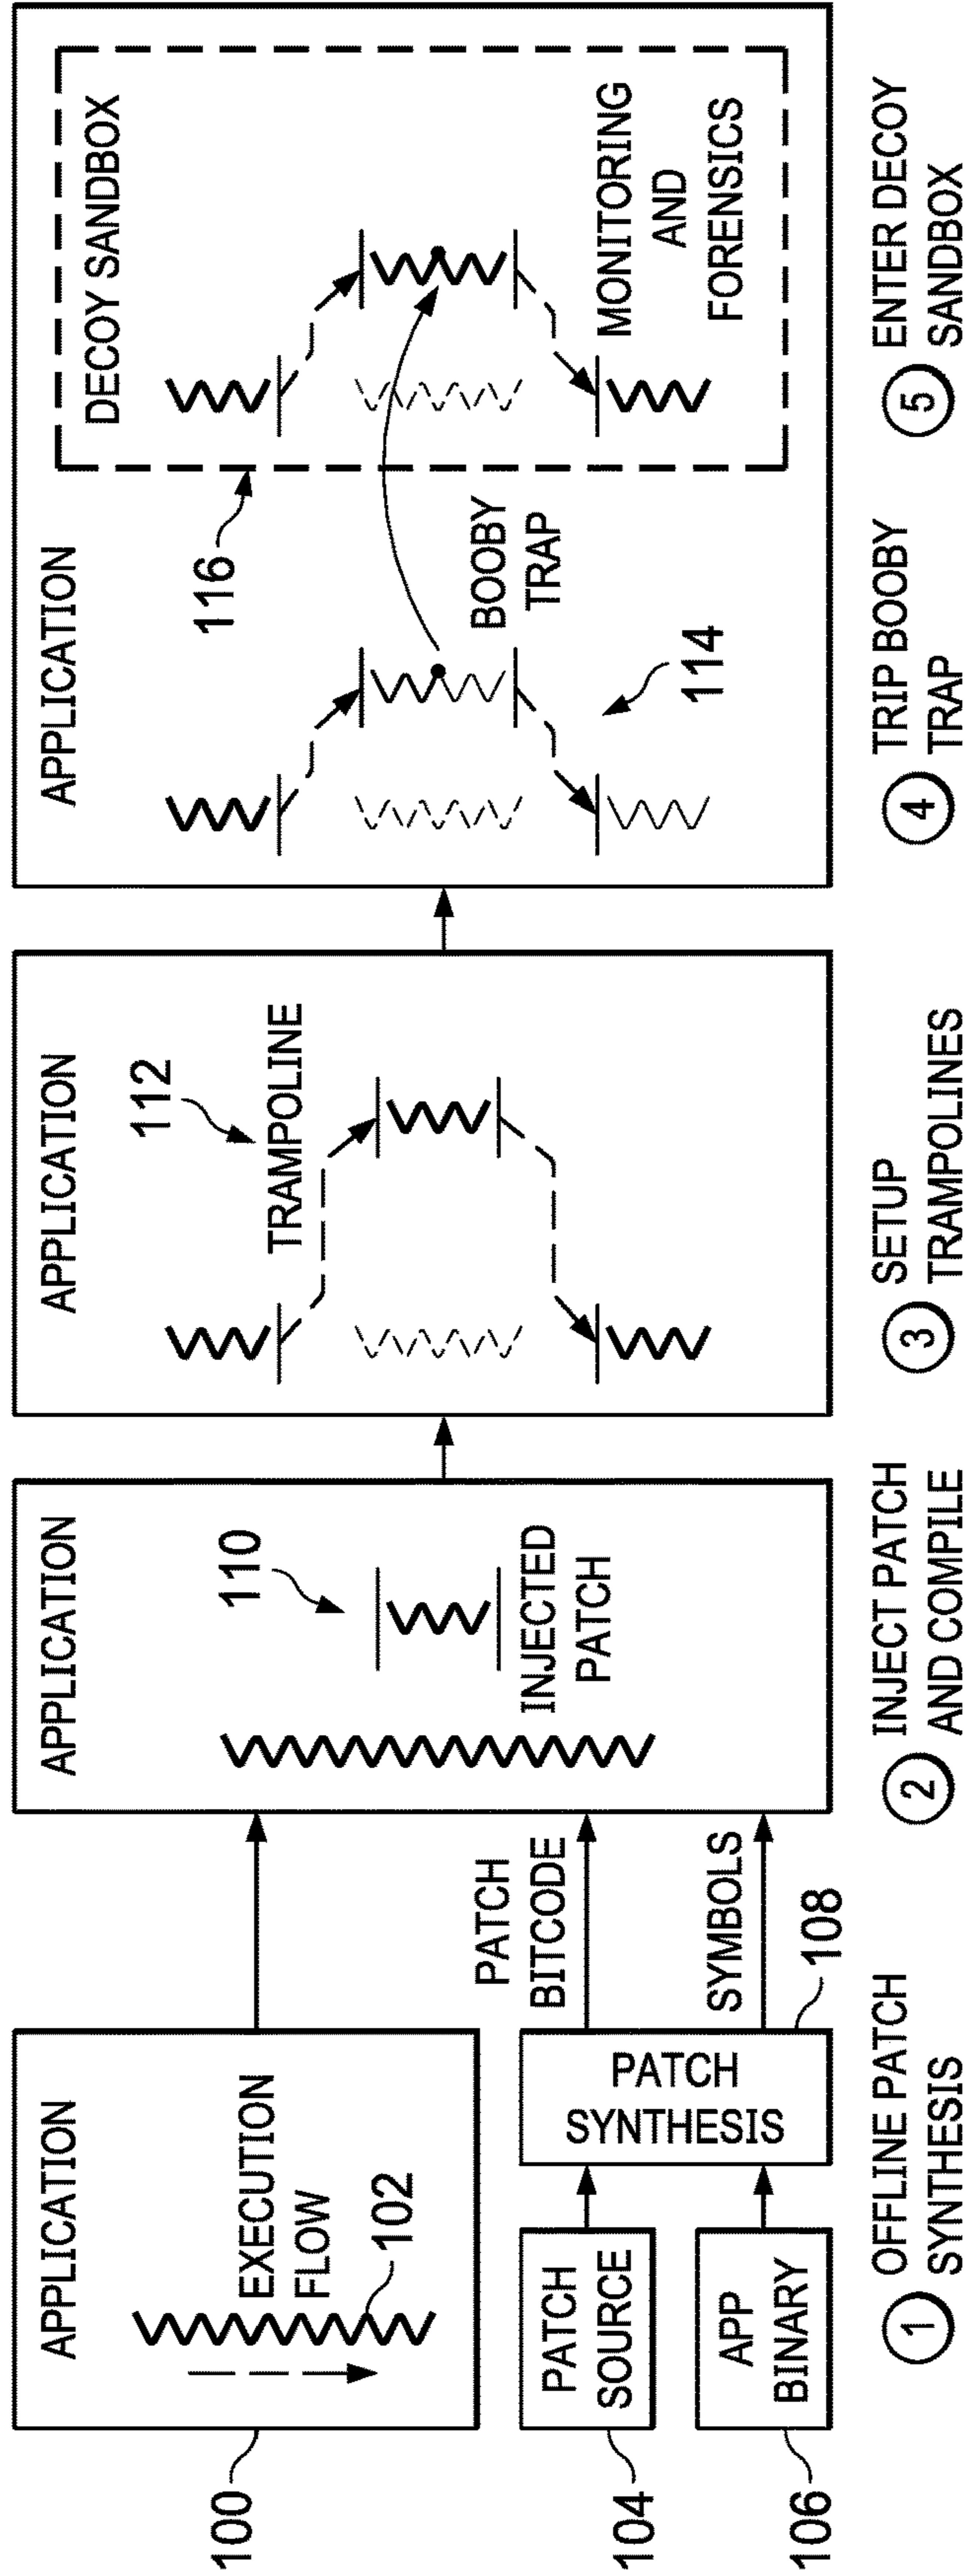 APPLICATION
EXECUTION
FLOW
102
100
PATCH
SOURCE
104
APP
BINARY
106
PATCH
SYNTHESIS
108
PATCH
BITCODE
SYMBOLS
1 OFFLINE PATCH
SYNTHESIS
APPLICATION
110
INJECTED
PATCH
2 INJECT PATCH
AND COMPILE
APPLICATION
112
TRAMPOLINE
3 SETUP
TRAMPOLINES
APPLICATION
116
BOOBY
TRAP
114
4 TRIP BOOBY
TRAP
DECOY SANDBOX
MONITORING
AND
FORENSICS
5 ENTER DECOY
SANDBOX